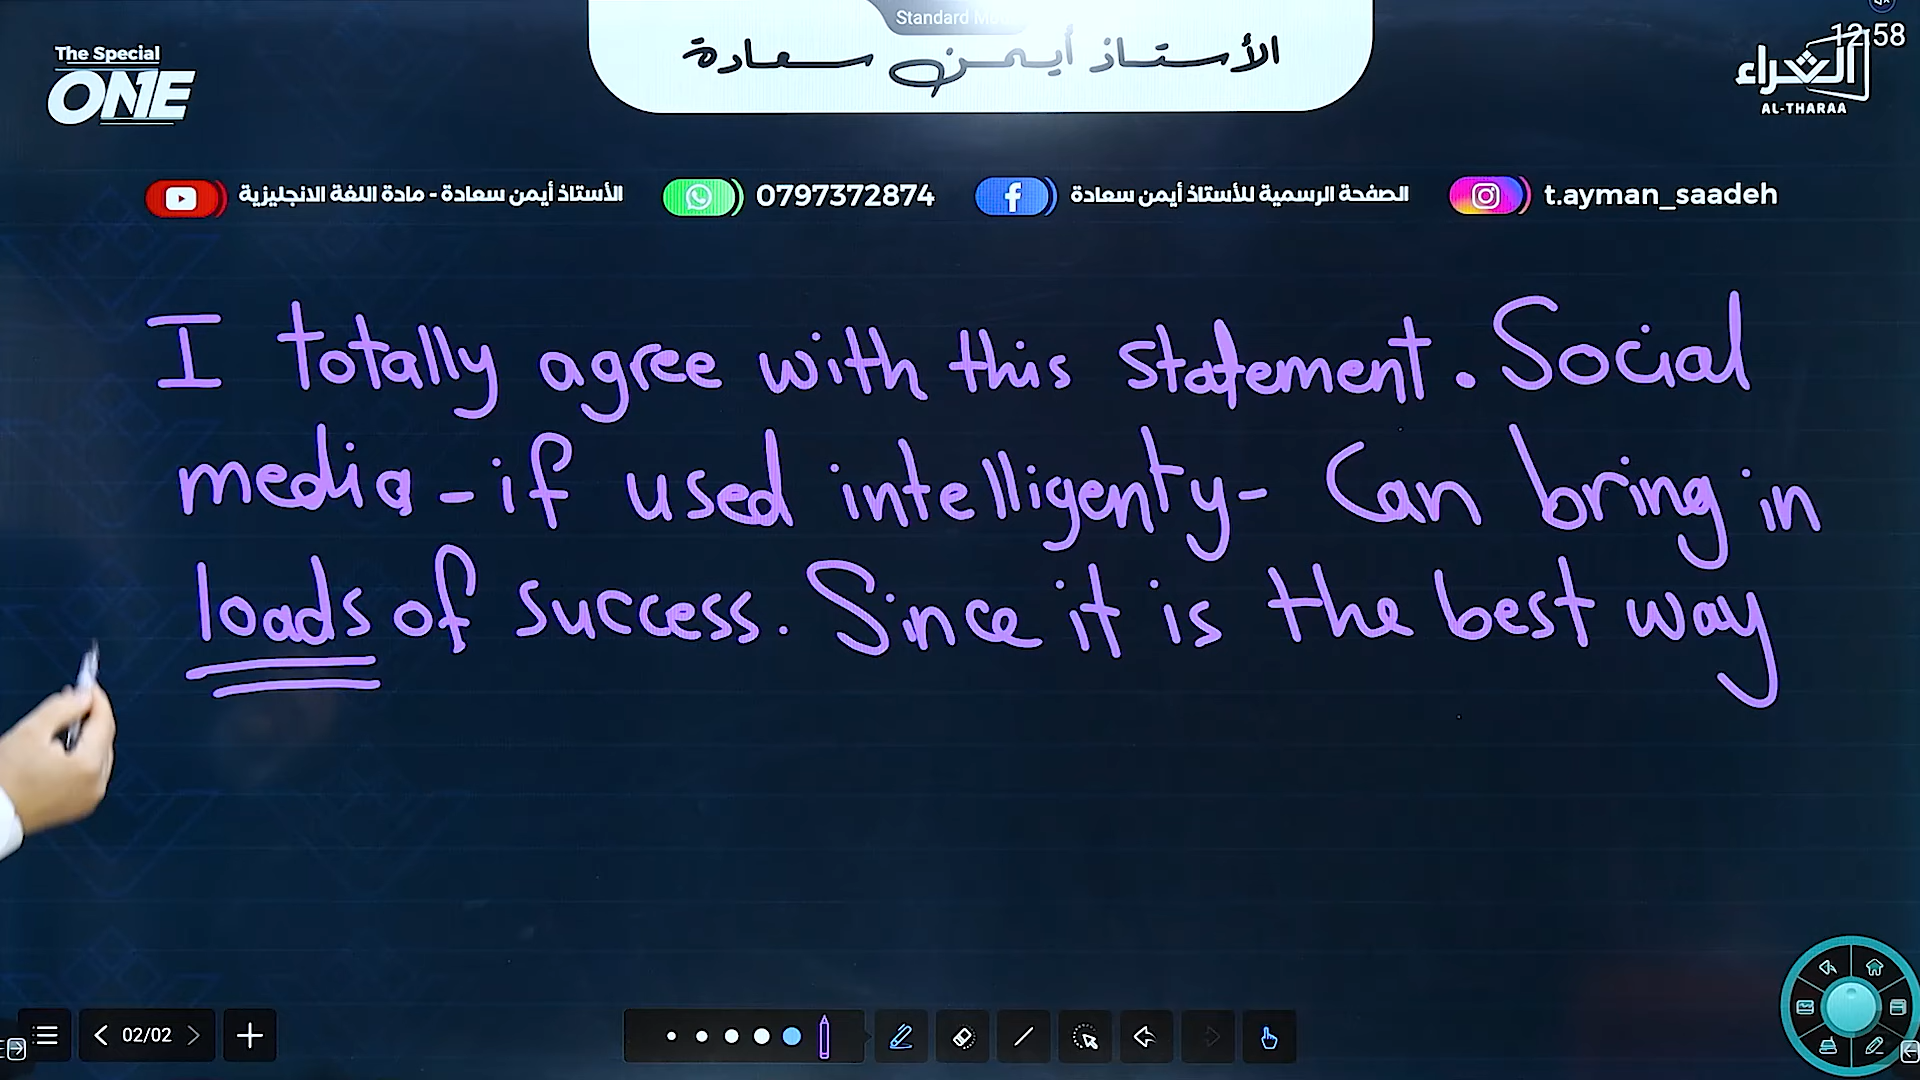 Standard Mo
12:58
The Special
ONE
الأستاذ أيمن سعادة
الثراء
AL-THARAA
الأستاذ أيمن سعادة - مادة اللغة الانجليزية
0797372874
الصفحة الرسمية للأستاذ أيمن سعادة
t.ayman_saadeh
I totally agree with this statement. Social
media - if used intelligenty - Can bring in
loads of success. Since it is the best way
02/02